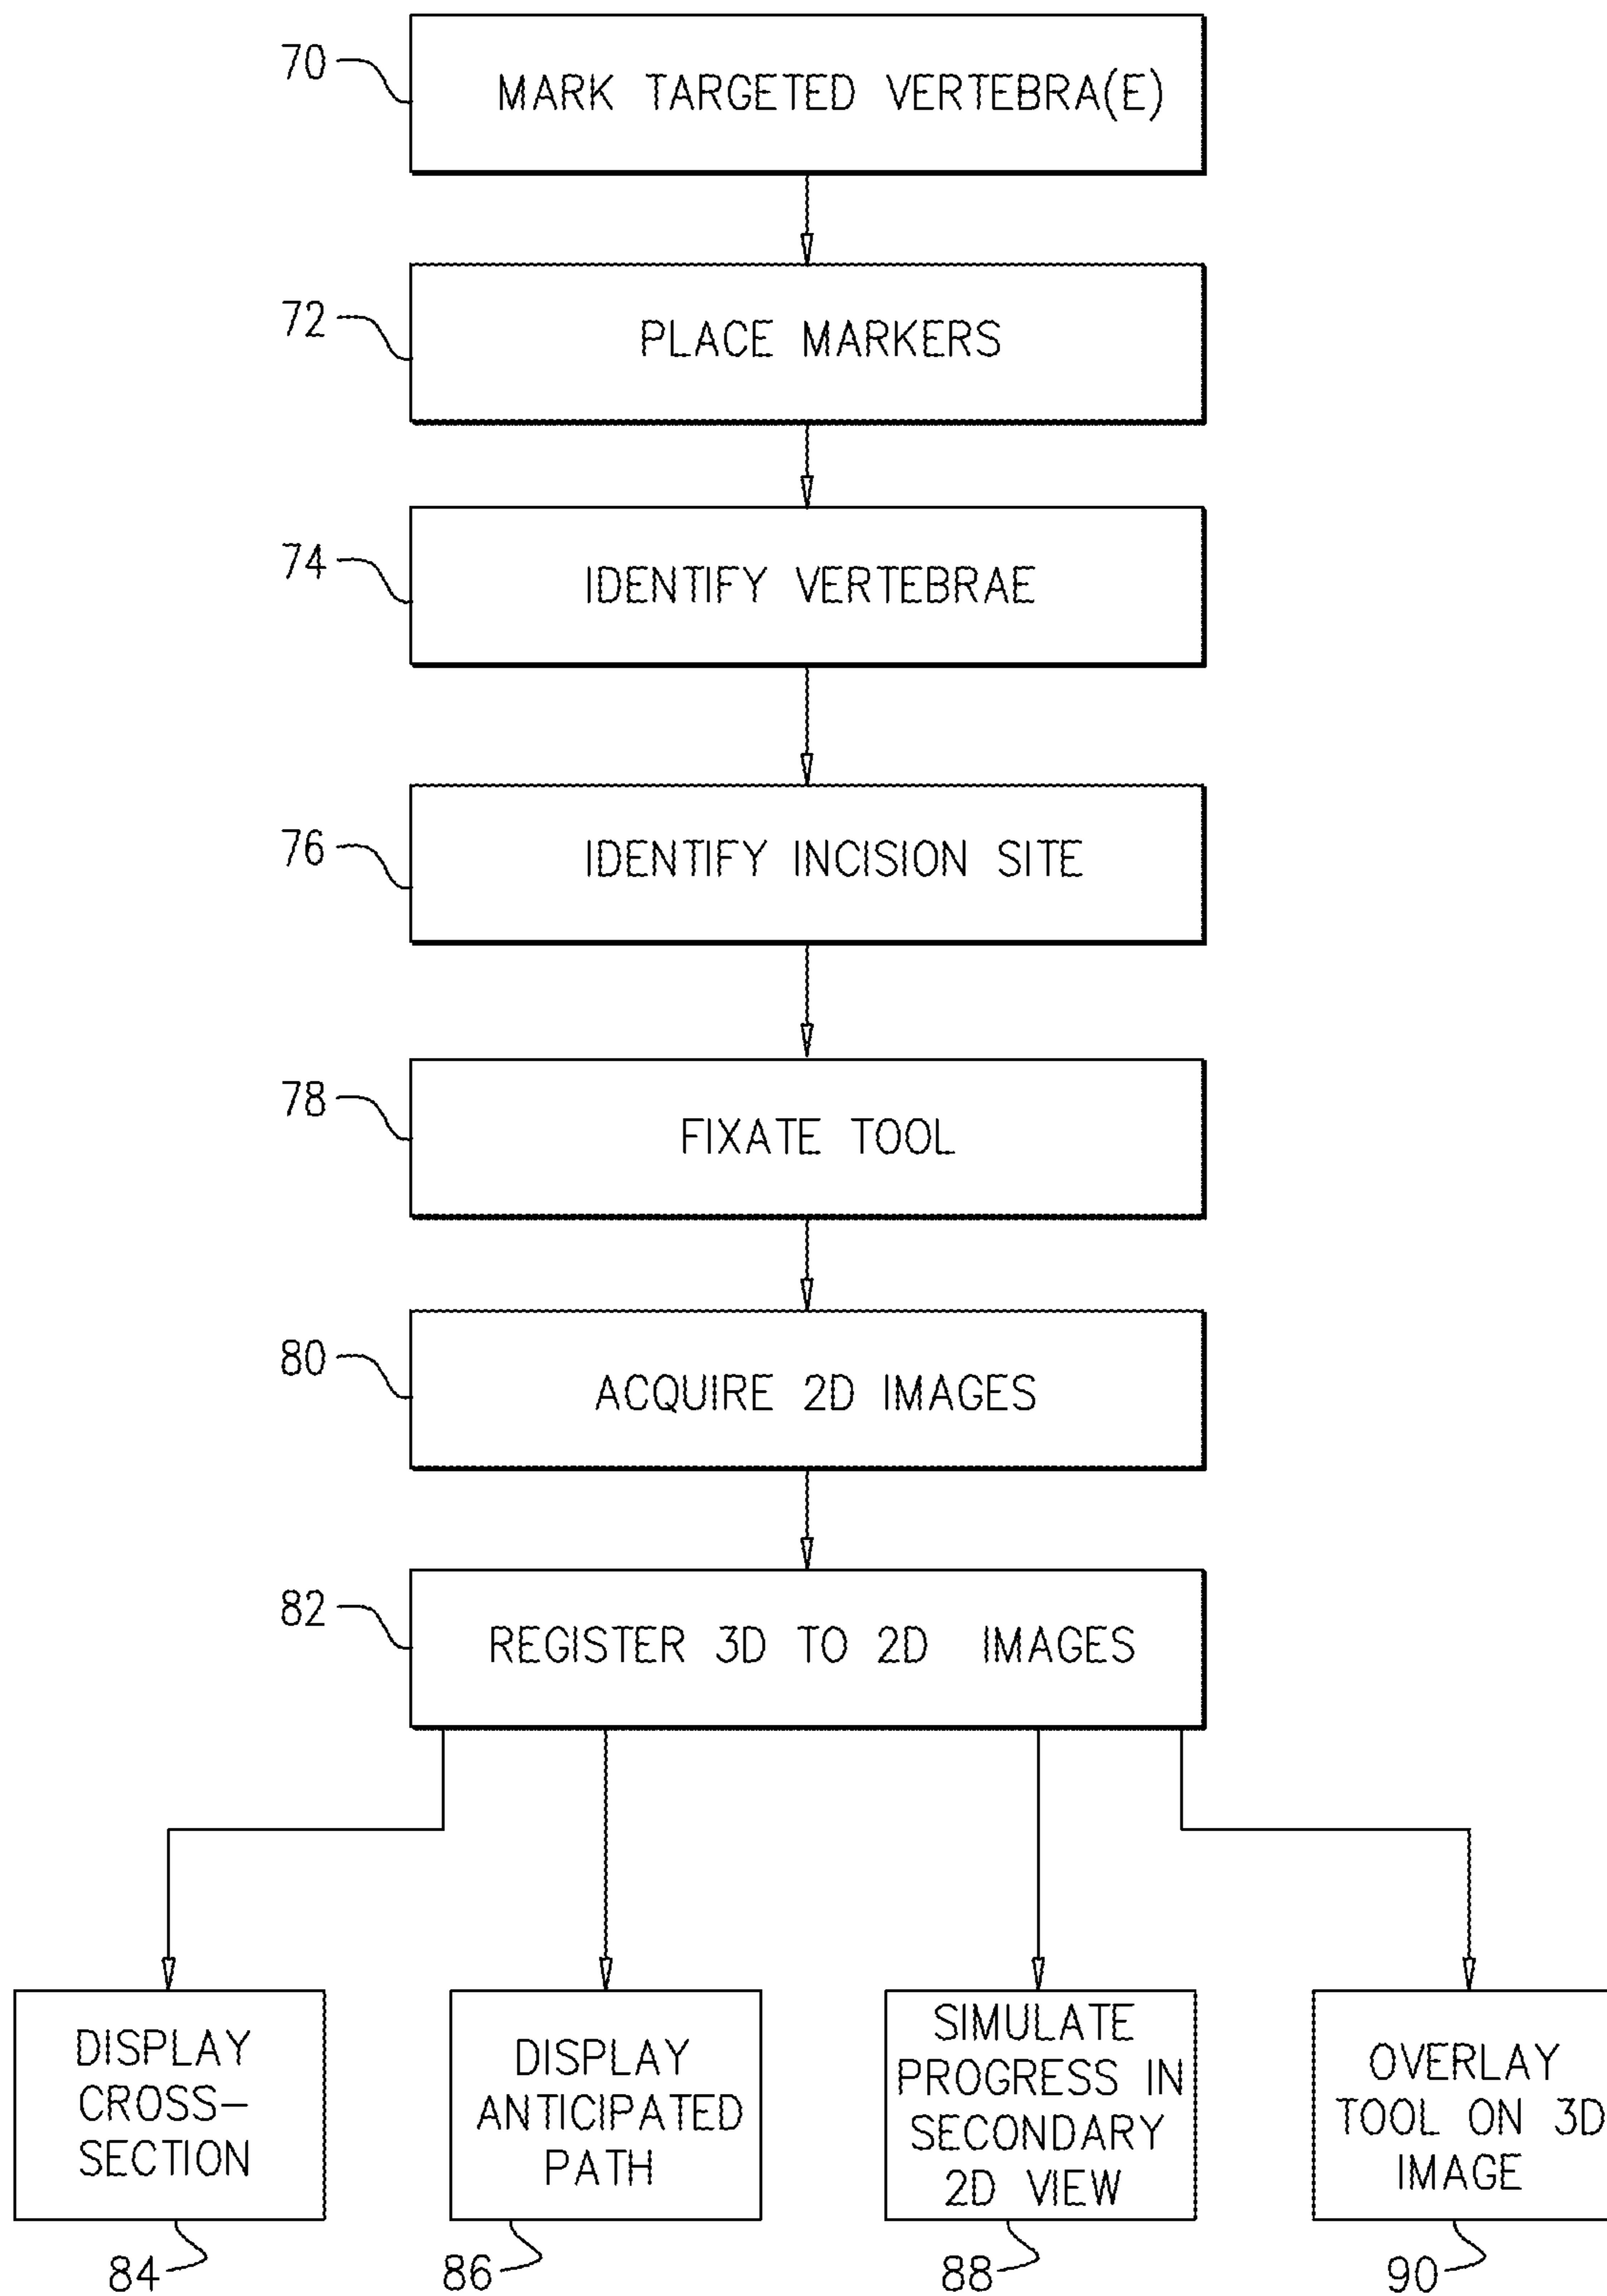 70
MARK TARGETED VERTEBRA(E)
72
PLACE MARKERS
74
IDENTIFY VERTEBRAE
76
IDENTIFY INCISION SITE
78
FIXATE TOOL
80
ACQUIRE 2D IMAGES
82
REGISTER 3D TO 2D IMAGES
DISPLAY
CROSS-
SECTION
84
DISPLAY
ANTICIPATED
PATH
86
SIMULATE
PROGRESS IN
SECONDARY
2D VIEW
88
OVERLAY
TOOL ON 3D
IMAGE
90